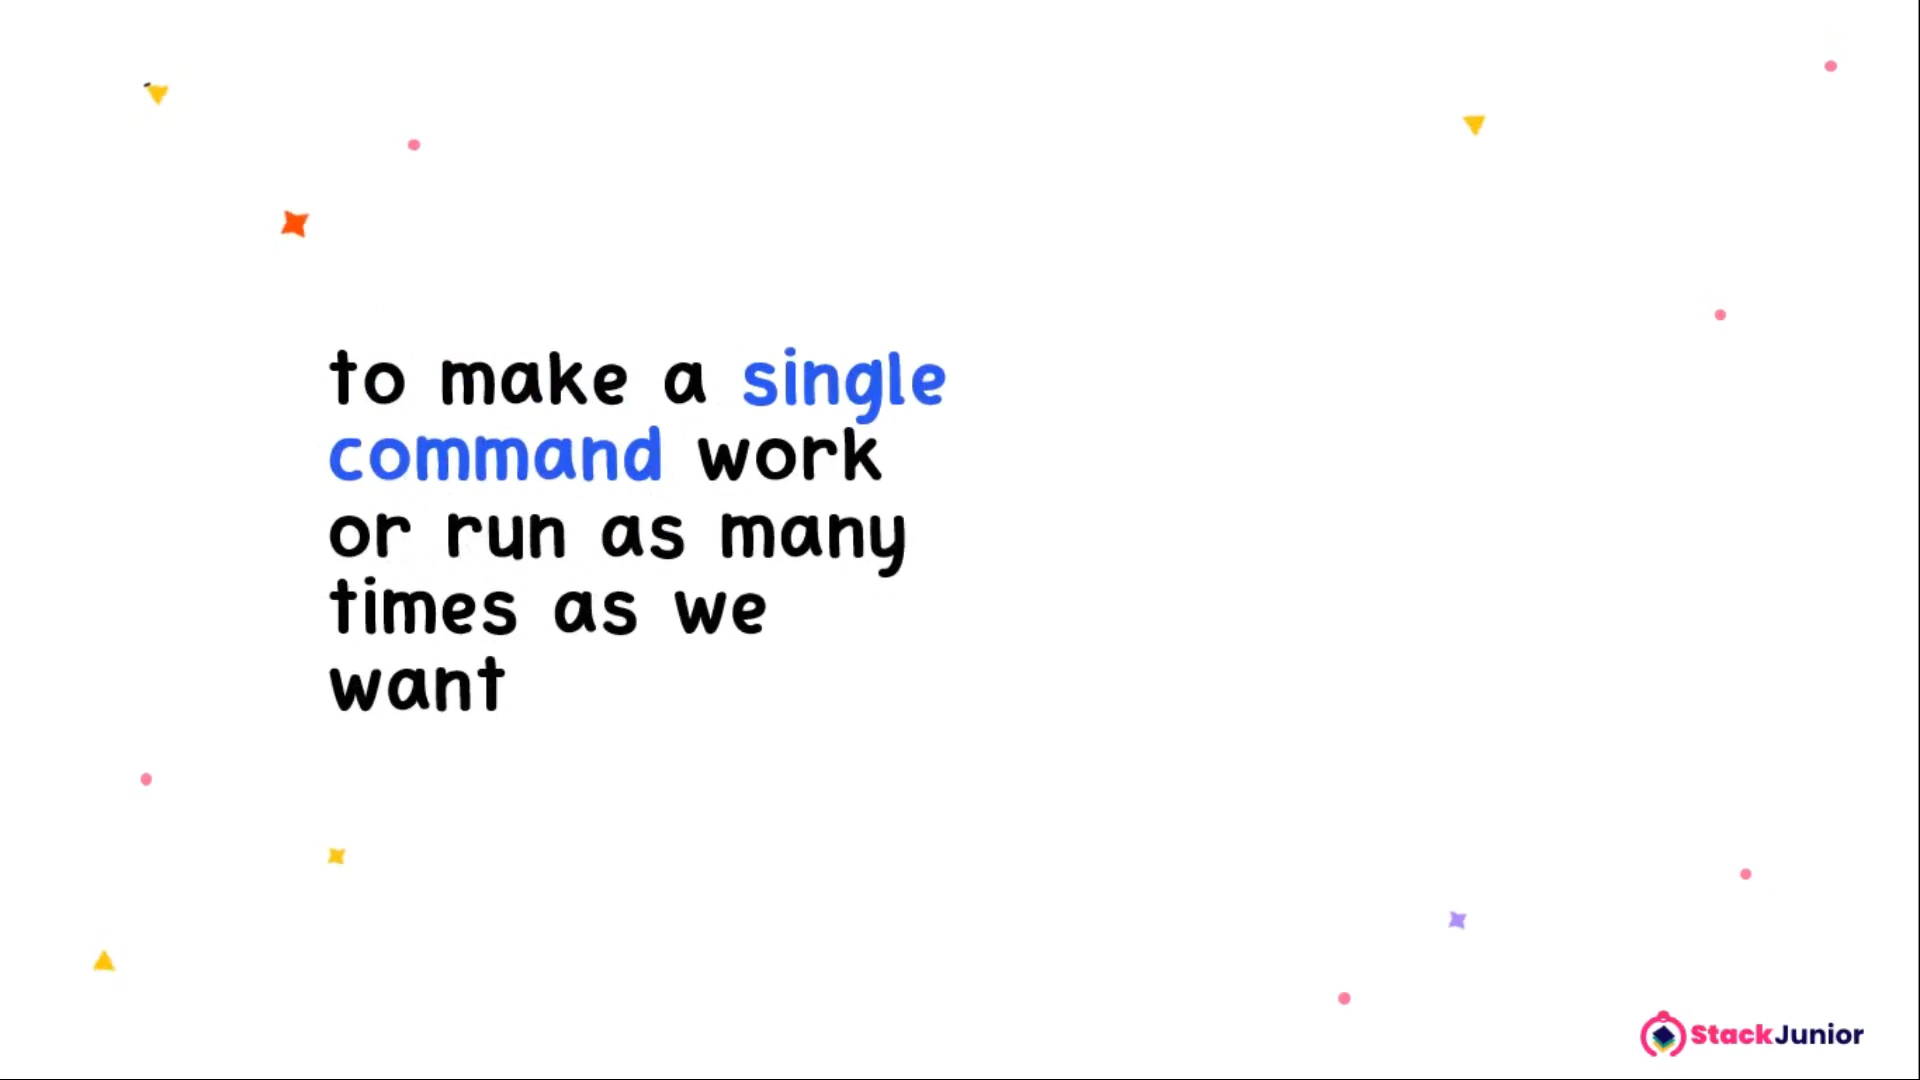 to make a single
command work
or run as many
times as we
want
StackJunior